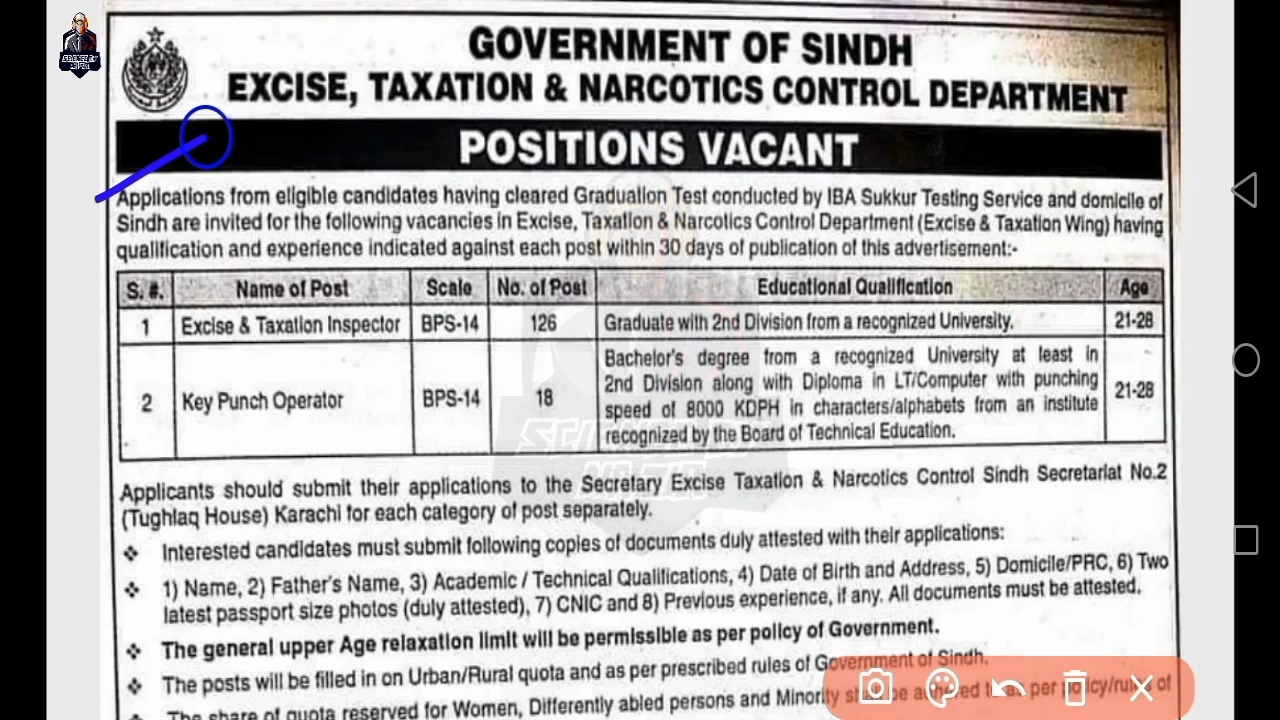 GOVERNMENT OF SINDH
EXCISE, TAXATION & NARCOTICS CONTROL DEPARTMENT
POSITIONS VACANT
Applications from eligible candidates having cleared Graduation Test conducted by IBA Sukkur Testing Service and domicile of
Sindh are invited for the following vacancies in Excise, Taxation & Narcotics Control Department (Excise & Taxation Wing) having
qualification and experience indicated against each post within 30 days of publication of this advertisement:-
S. #. Name of Post Scale No. of Post Educational Qualification Age
1 Excise & Taxation Inspector BPS-14 126 Graduate with 2nd Division from a recognized University. 21-28
2 Key Punch Operator BPS-14 18 Bachelor's degree from a recognized University at least in
2nd Division along with Diploma in I.T/Computer with punching
speed of 8000 KDPH in characters/alphabets from an institute
recognized by the Board of Technical Education. 21-28
Applicants should submit their applications to the Secretary Excise Taxation & Narcotics Control Sindh Secretariat No.2
(Tughlaq House) Karachi for each category of post separately.
❖ Interested candidates must submit following copies of documents duly attested with their applications:
❖ 1) Name, 2) Father's Name, 3) Academic / Technical Qualifications, 4) Date of Birth and Address, 5) Domicile/PRC, 6) Two
latest passport size photos (duly attested), 7) CNIC and 8) Previous experience, if any. All documents must be attested.
❖ The general upper Age relaxation limit will be permissible as per policy of Government.
❖ The posts will be filled in on Urban/Rural quota and as per prescribed rules of Government of Sindh.
❖ The share of quota reserved for Women, Differently abled persons and Minority shall be adhered to as per policy/rules of